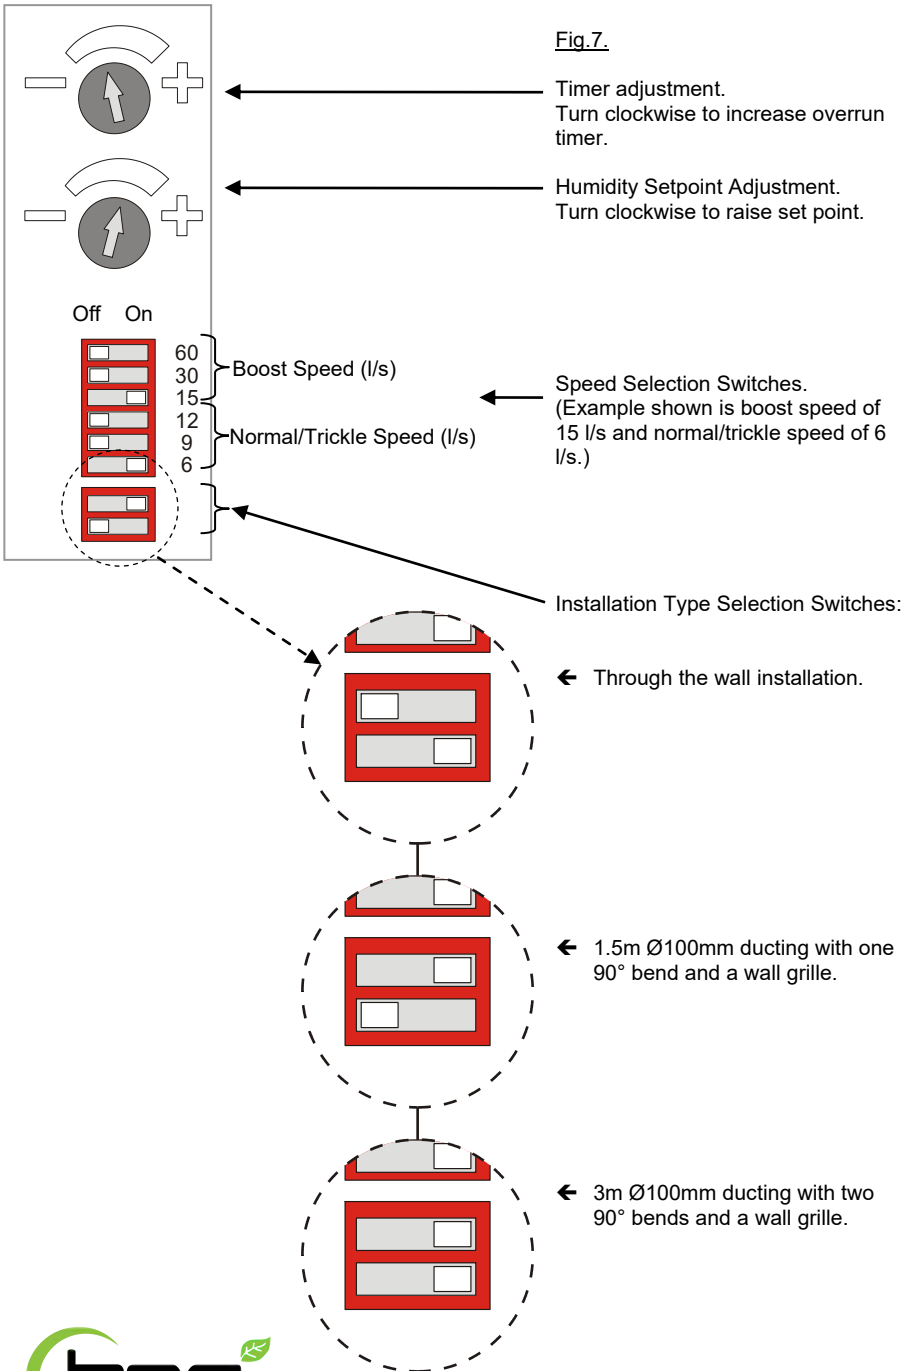 Fig.7.
Timer adjustment.
Turn clockwise to increase overrun
timer.
Humidity Setpoint Adjustment.
Turn clockwise to raise set point.
Off On
60
30
15
Boost Speed (l/s)
12
9
6
Normal/Trickle Speed (l/s)
Speed Selection Switches.
(Example shown is boost speed of
15 l/s and normal/trickle speed of 6
l/s.)
Installation Type Selection Switches:
Through the wall installation.
1.5m Ø100mm ducting with one
90° bend and a wall grille.
3m Ø100mm ducting with two
90° bends and a wall grille.